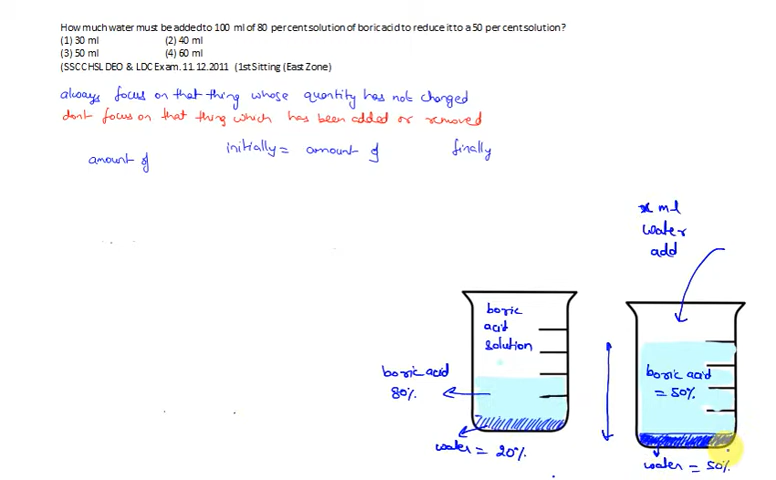 How much water must be added to 100 ml of 80 per cent solution of boric acid to reduce it to a 50 per cent solution?
(1) 30 ml (2) 40 ml
(3) 50 ml (4) 60 ml
(SSC CHSL DEO & LDC Exam. 11.12.2011 (1st Sitting (East Zone)
always focus on that thing whose quantity has not changed
dont focus on that thing which has been added or removed
amount of initially = amount of finally
x ml
water
add
boric
acid
solution
boric acid
80%
water = 20%
boric acid
= 50%
water = 50%